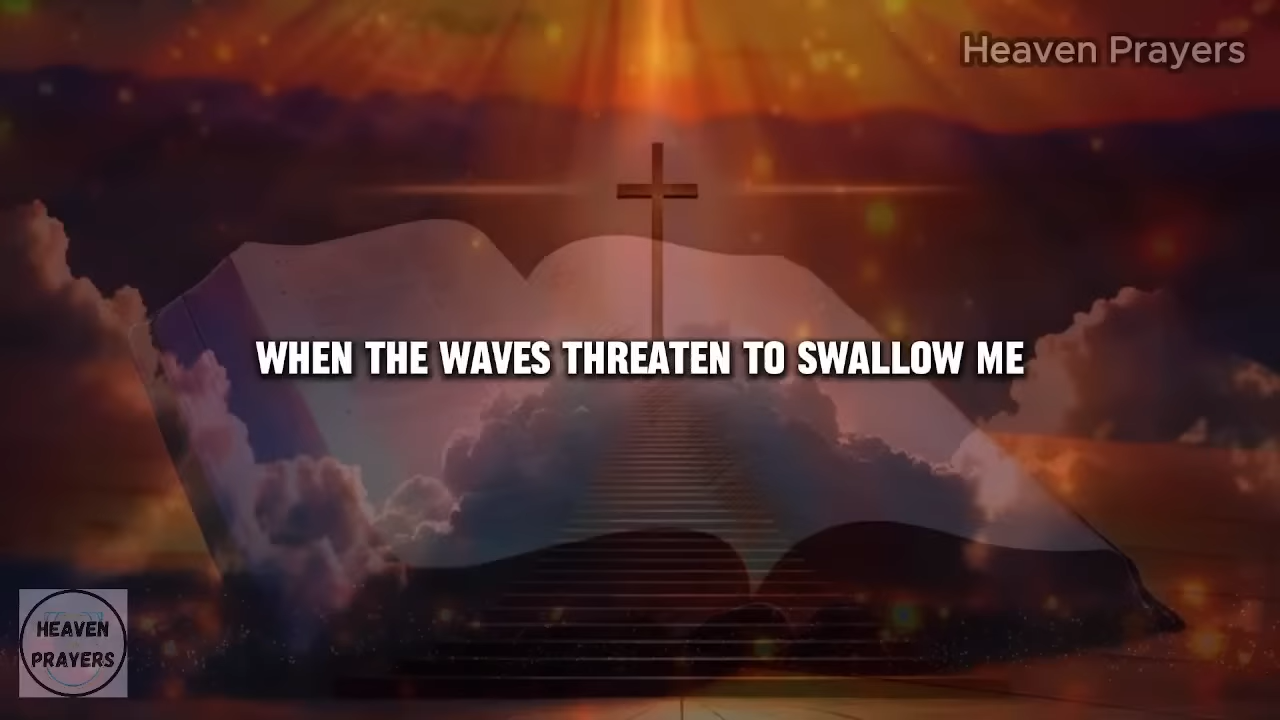 Heaven Prayers
WHEN THE WAVES THREATEN TO SWALLOW ME
HEAVEN
PRAYERS